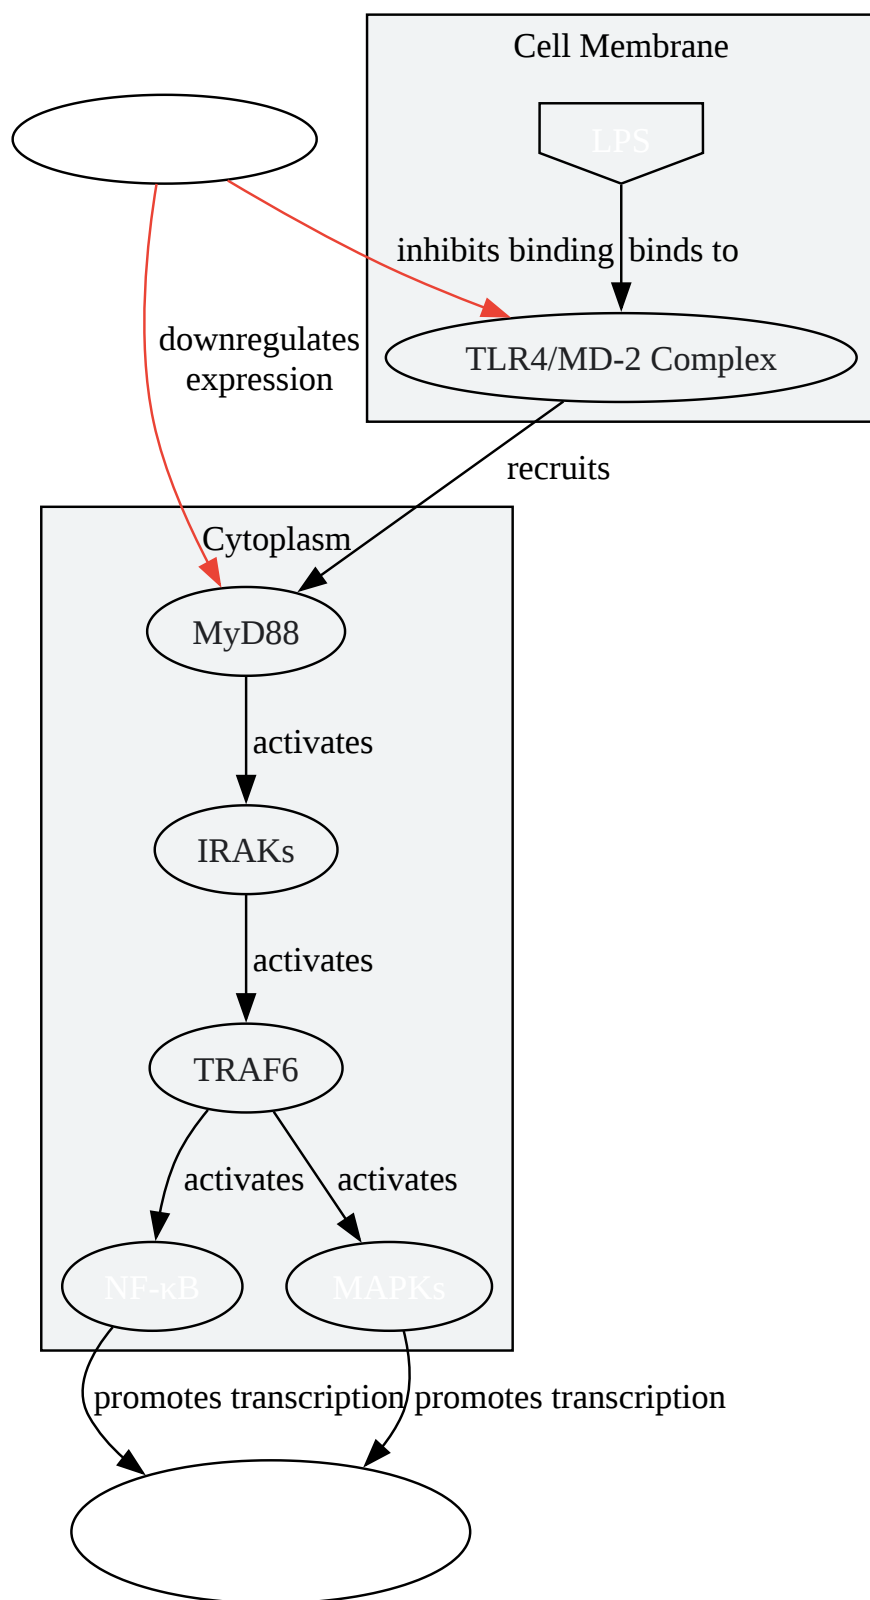 Cell Membrane
LPS
inhibits binding
binds to
TLR4/MD-2 Complex
downregulates
expression
recruits
Cytoplasm
MyD88
activates
IRAKs
activates
TRAF6
activates
activates
NF-κB
MAPKs
promotes transcription
promotes transcription